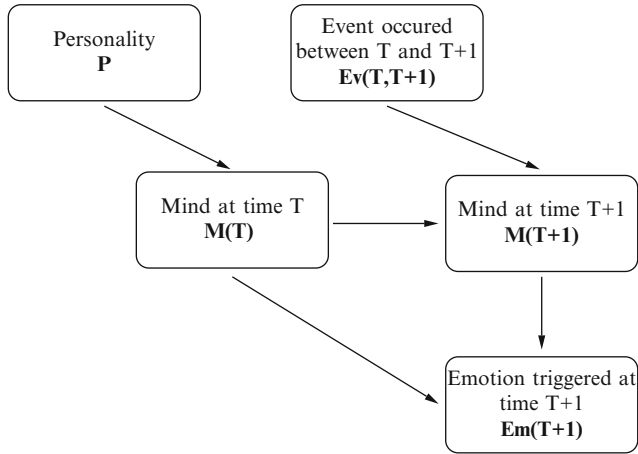 Personality
P
Event occured
between T and T+1
Ev(T,T+1)
Mind at time T
M(T)
Mind at time T+1
M(T+1)
Emotion triggered at
time T+1
Em(T+1)